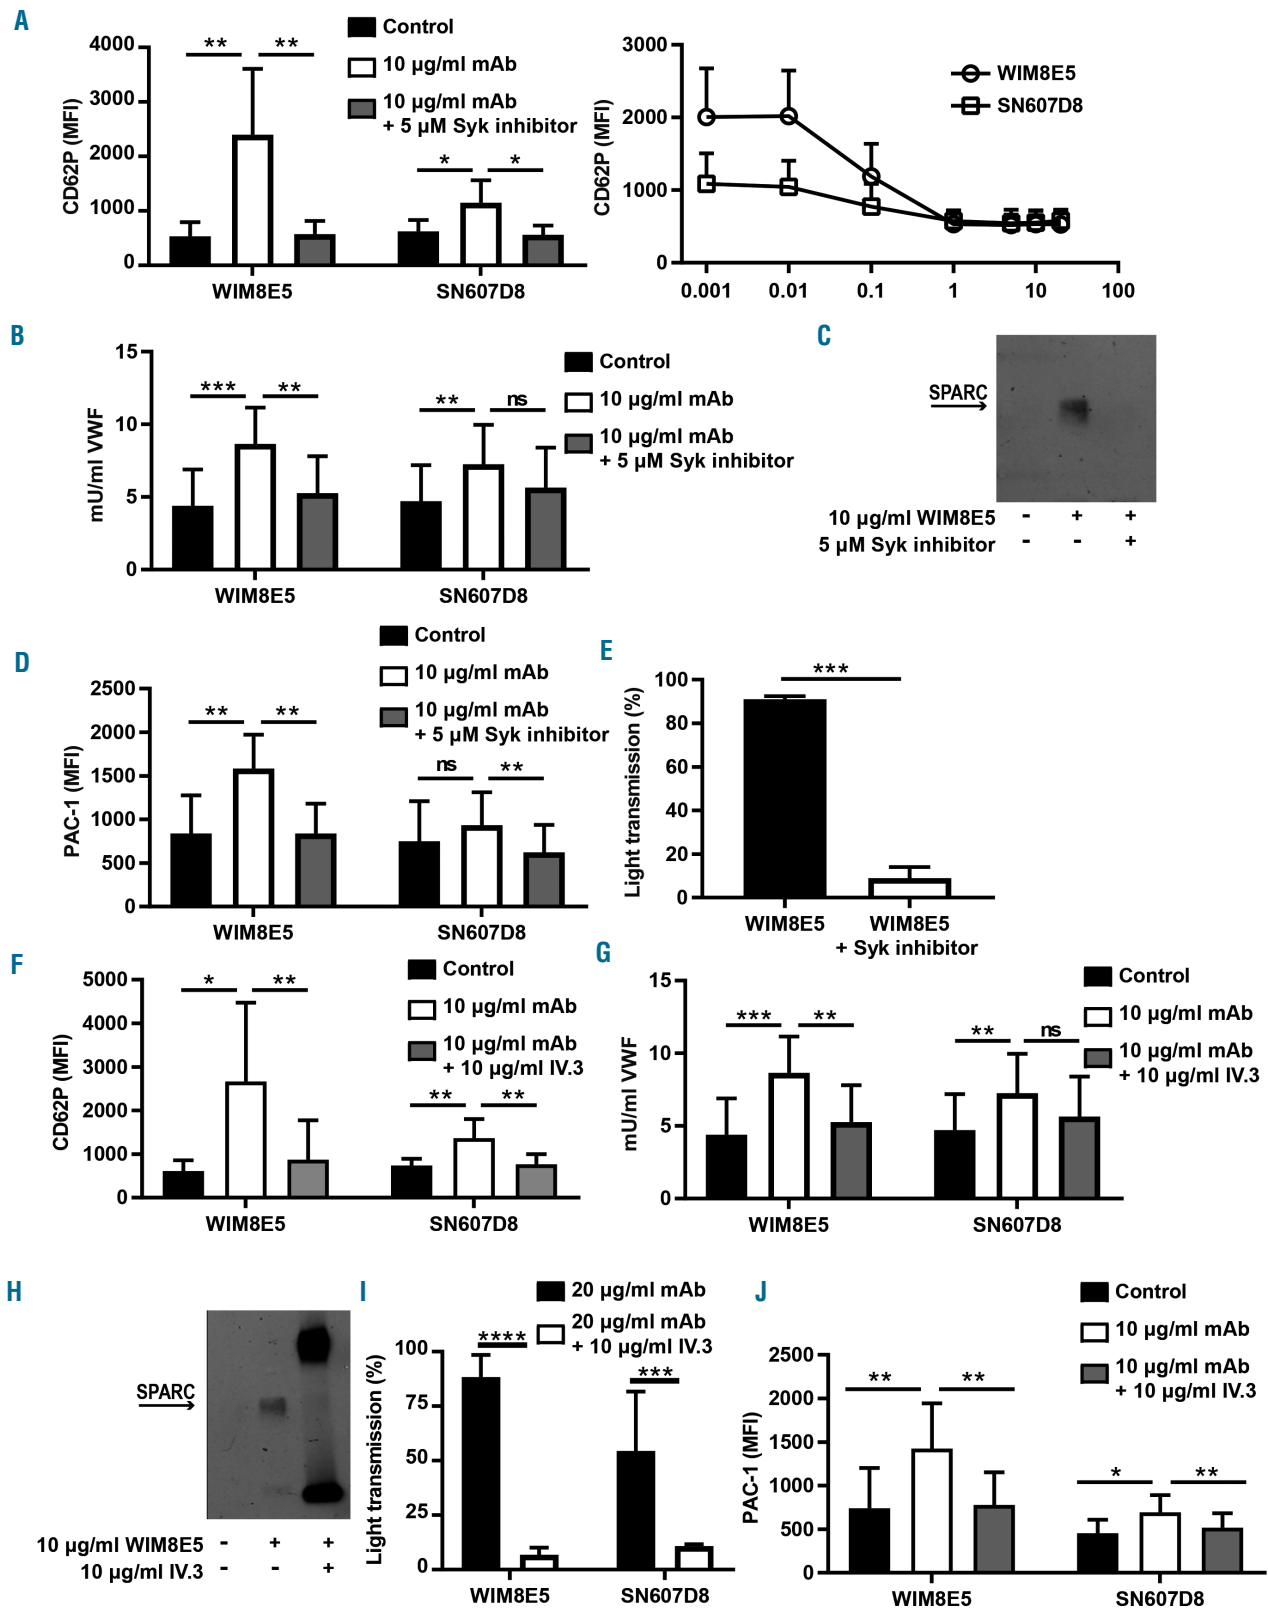 A
Control
10 µg/ml mAb
10 µg/ml mAb
+ 5 µM Syk inhibitor
CD62P (MFI)
4000
3000
2000
1000
0
** **
* *
WIM8E5 SN607D8
CD62P (MFI)
3000
2000
1000
0
WIM8E5
SN607D8
0.001 0.01 0.1 1 10 100
B
mU/ml VWF
15
10
5
0
*** **
** ns
Control
10 µg/ml mAb
10 µg/ml mAb
+ 5 µM Syk inhibitor
WIM8E5 SN607D8
C
SPARC
10 µg/ml WIM8E5 - + +
5 µM Syk inhibitor - - +
D
Control
10 µg/ml mAb
10 µg/ml mAb
+ 5 µM Syk inhibitor
PAC-1 (MFI)
2500
2000
1500
1000
500
0
** **
ns **
WIM8E5 SN607D8
E
Light transmission (%)
100
80
60
40
20
0
***
WIM8E5 WIM8E5
+ Syk inhibitor
F
Control
10 µg/ml mAb
10 µg/ml mAb
+ 10 µg/ml IV.3
CD62P (MFI)
5000
4000
3000
2000
1000
0
* **
** **
WIM8E5 SN607D8
G
Control
10 µg/ml mAb
10 µg/ml mAb
+ 10 µg/ml IV.3
mU/ml VWF
15
10
5
0
*** **
** ns
WIM8E5 SN607D8
H
SPARC
10 µg/ml WIM8E5 - + +
10 µg/ml IV.3 - - +
I
20 µg/ml mAb
20 µg/ml mAb
+ 10 µg/ml IV.3
Light transmission (%)
100
75
50
25
0
****
***
WIM8E5 SN607D8
J
Control
10 µg/ml mAb
10 µg/ml mAb
+ 10 µg/ml IV.3
PAC-1 (MFI)
2500
2000
1500
1000
500
0
** **
* **
WIM8E5 SN607D8